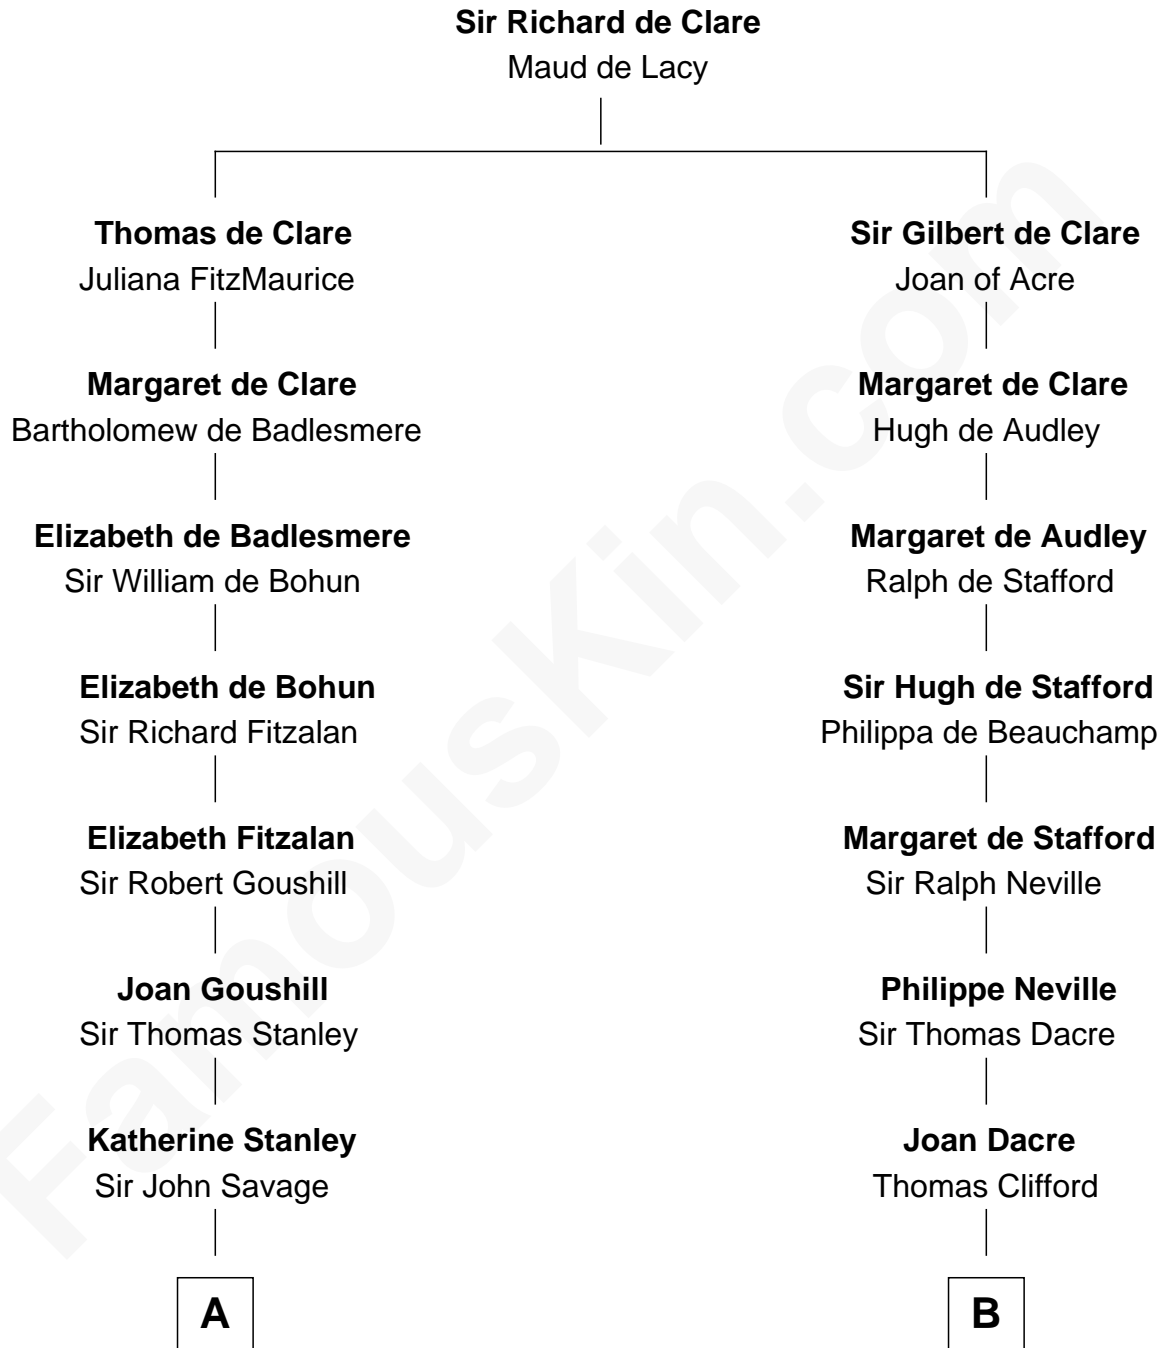 Sir Richard de Clare
Maud de Lacy
Thomas de Clare
Juliana FitzMaurice
Margaret de Clare
Bartholomew de Badlesmere
Elizabeth de Badlesmere
Sir William de Bohun
Elizabeth de Bohun
Sir Richard Fitzalan
Elizabeth Fitzalan
Sir Robert Goushill
Joan Goushill
Sir Thomas Stanley
Katherine Stanley
Sir John Savage
A
Sir Gilbert de Clare
Joan of Acre
Margaret de Clare
Hugh de Audley
Margaret de Audley
Ralph de Stafford
Sir Hugh de Stafford
Philippa de Beauchamp
Margaret de Stafford
Sir Ralph Neville
Philippe Neville
Sir Thomas Dacre
Joan Dacre
Thomas Clifford
B
FamousKin.com